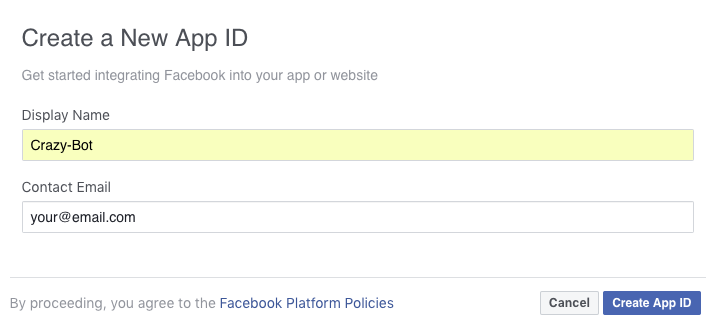 Create a New App ID
Get started integrating Facebook into your app or website
Display Name
Crazy-Bot
Contact Email
your@email.com
By proceeding, you agree to the Facebook Platform Policies
Cancel
Create App ID